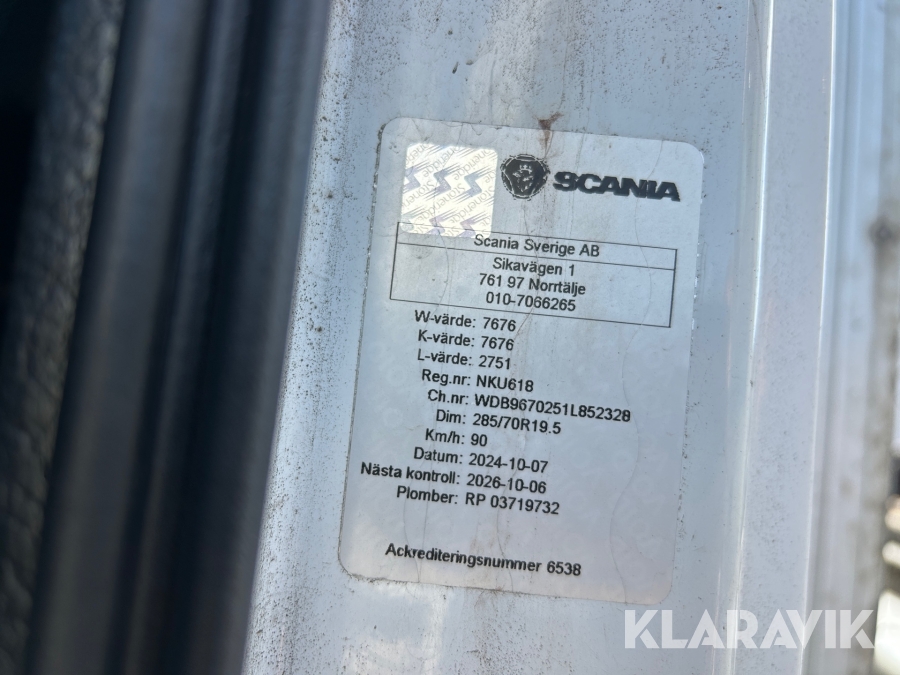 SCANIA
Scania Sverige AB
Sikavägen 1
761 97 Norrtälje
010-7066265
W-värde: 7676
K-värde: 7676
L-värde: 2751
Reg.nr: NKU618
Ch.nr: WDB9670251L852328
Dim: 285/70R19.5
Km/h: 90
Datum: 2024-10-07
Nästa kontroll: 2026-10-06
Plomber: RP 03719732
Ackrediteringsnummer 6538
KLARAVIK